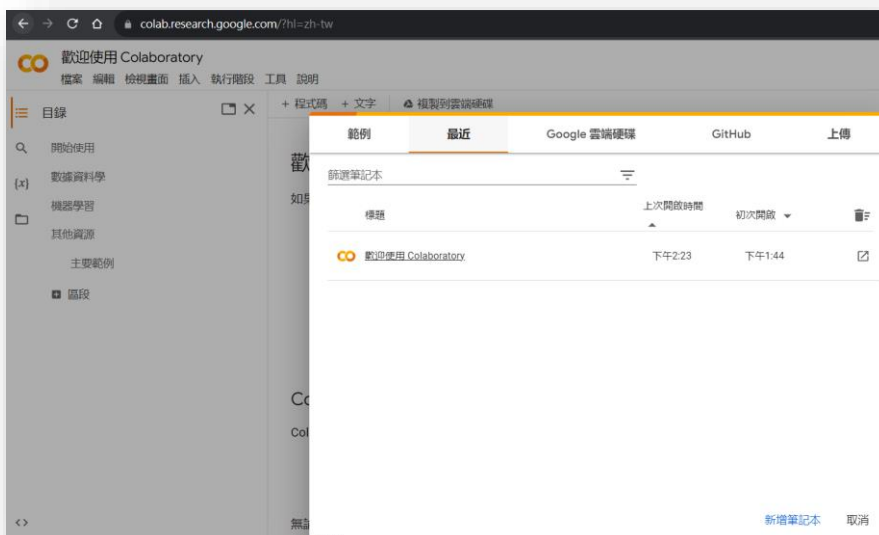 colab.research.google.com/?hl=zh-tw
歡迎使用 Colaboratory
檔案 編輯 檢視畫面 插入 執行階段 工具 說明
目錄
+ 程式碼 + 文字 複製到雲端硬碟
開始使用
數據資料學
機器學習
其他資源
主要範例
區段
歡
如果
Co
Col
範例 最近 Google 雲端硬碟 GitHub 上傳
篩選筆記本
標題 上次開啟時間 初次開啟
歡迎使用 Colaboratory 下午2:23 下午1:44
新增筆記本 取消